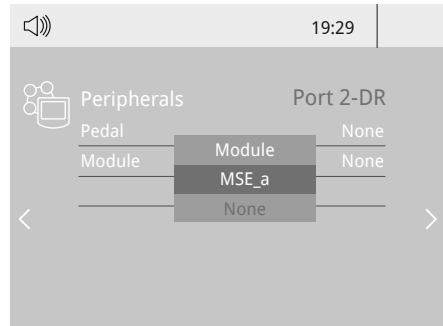 19:29
Peripherals Port 2-DR
Pedal None
Module None
Module
MSE_a
None